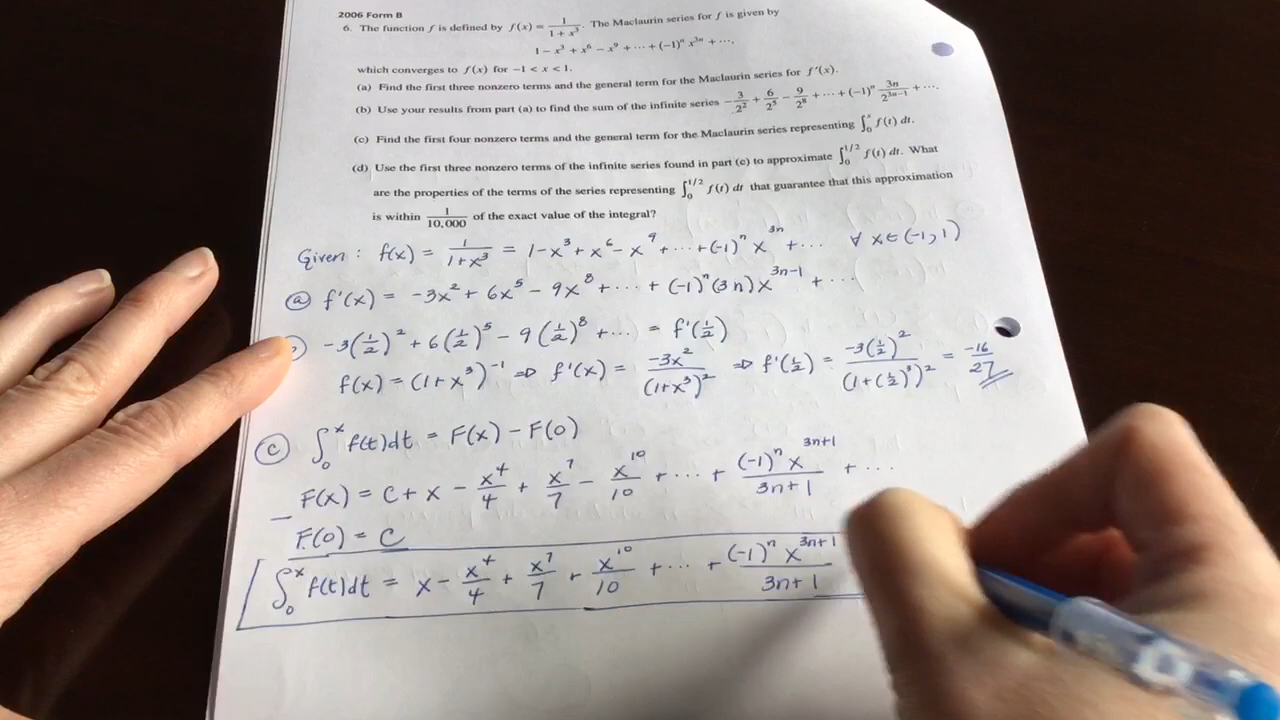 2006 Form B
6. The function f is defined by f(x) = 1/(1 + x³). The Maclaurin series for f is given by
1 − x³ + x⁶ − x⁹ + ⋯ + (−1)ⁿ x³ⁿ + ⋯,
which converges to f(x) for −1 < x < 1.
(a) Find the first three nonzero terms and the general term for the Maclaurin series for f′(x).
(b) Use your results from part (a) to find the sum of the infinite series −3/2² + 6/2⁵ − 9/2⁸ + ⋯ + (−1)ⁿ 3n/2³ⁿ⁻¹ + ⋯.
(c) Find the first four nonzero terms and the general term for the Maclaurin series representing ∫₀ˣ f(t) dt.
(d) Use the first three nonzero terms of the infinite series found in part (c) to approximate ∫₀^(1/2) f(t) dt. What
are the properties of the terms of the series representing ∫₀^(1/2) f(t) dt that guarantee that this approximation
is within 1/10,000 of the exact value of the integral?
Given : f(x) = 1/(1+x³) = 1−x³+x⁶−x⁹+⋯+(−1)ⁿ x³ⁿ+⋯ ∀ x∈(−1,1)
(a) f'(x) = −3x²+6x⁵−9x⁸+⋯+(−1)ⁿ(3n)x³ⁿ⁻¹+⋯
−3(1/2)²+6(1/2)⁵−9(1/2)⁸+⋯ = f'(1/2)
f(x) = (1+x³)⁻¹ ⇒ f'(x) = −3x²/(1+x³)² ⇒ f'(1/2) = −3(1/2)²/(1+(1/2)³)² = −16/27
(c) ∫₀ˣ f(t)dt = F(x) − F(0)
F(x) = C + x − x⁴/4 + x⁷/7 − x¹⁰/10 + ⋯ + (−1)ⁿ x³ⁿ⁺¹/(3n+1) + ⋯
− F(0) = C
∫₀ˣ f(t)dt = x − x⁴/4 + x⁷/7 + x¹⁰/10 + ⋯ + (−1)ⁿ x³ⁿ⁺¹/(3n+1)